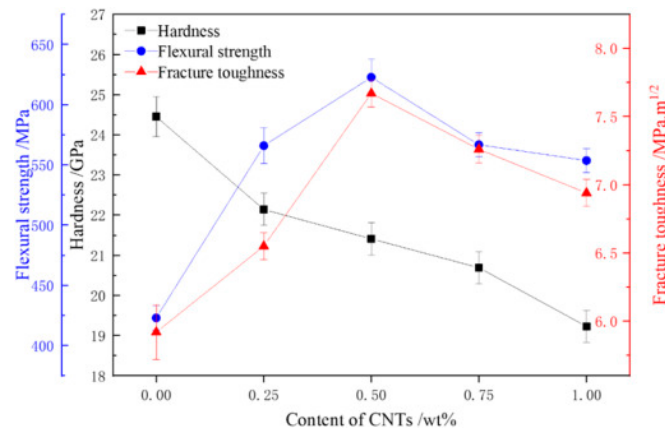 Hardness
Flexural strength
Fracture toughness
Flexural strength /MPa
650
600
550
500
450
400
Hardness /GPa
27
26
25
24
23
22
21
20
19
18
Fracture toughness /MPa.m1/2
8.0
7.5
7.0
6.5
6.0
0.00 0.25 0.50 0.75 1.00
Content of CNTs /wt%